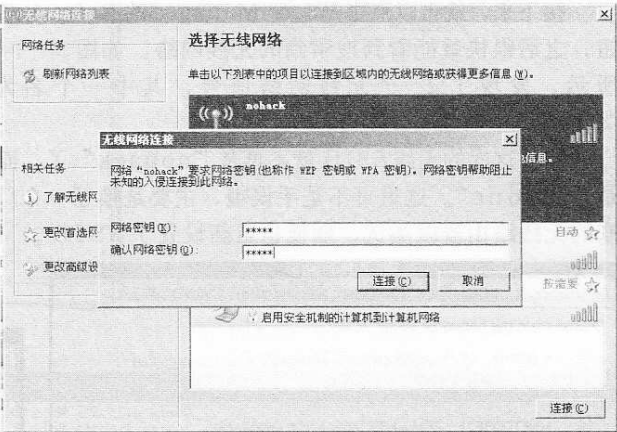 无线网络连接
网络任务
刷新网络列表
相关任务
了解无线网
更改首选网
更改高级设
选择无线网络
单击以下列表中的项目以连接到区域内的无线网络或获得更多信息(W)。
nohack
信息。
无线网络连接
网络“nohack”要求网络密钥(也称作 WEP 密钥或 WPA 密钥)。网络密钥帮助阻止
未知的入侵连接到此网络。
网络密钥(K): *****
确认网络密钥(O): *****
连接(C) 取消
自动
按需要
启用安全机制的计算机到计算机网络
连接(C)